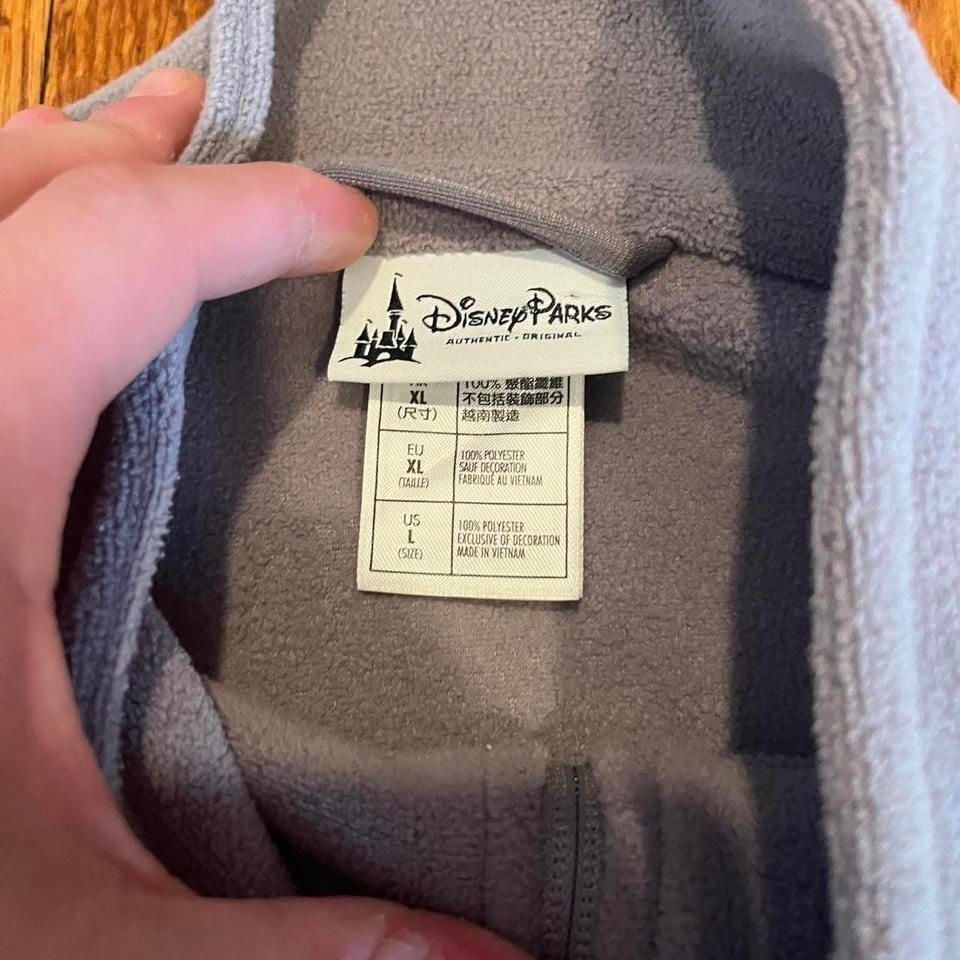 DISNEY PARKS
AUTHENTIC • ORIGINAL
XL
(尺寸)
100% 聚酯纖維
不包括裝飾部分
越南製造
EU
XL
(TAILLE)
100% POLYESTER
SAUF DECORATION
FABRIQUÉ AU VIETNAM
US
L
(SIZE)
100% POLYESTER
EXCLUSIVE OF DECORATION
MADE IN VIETNAM